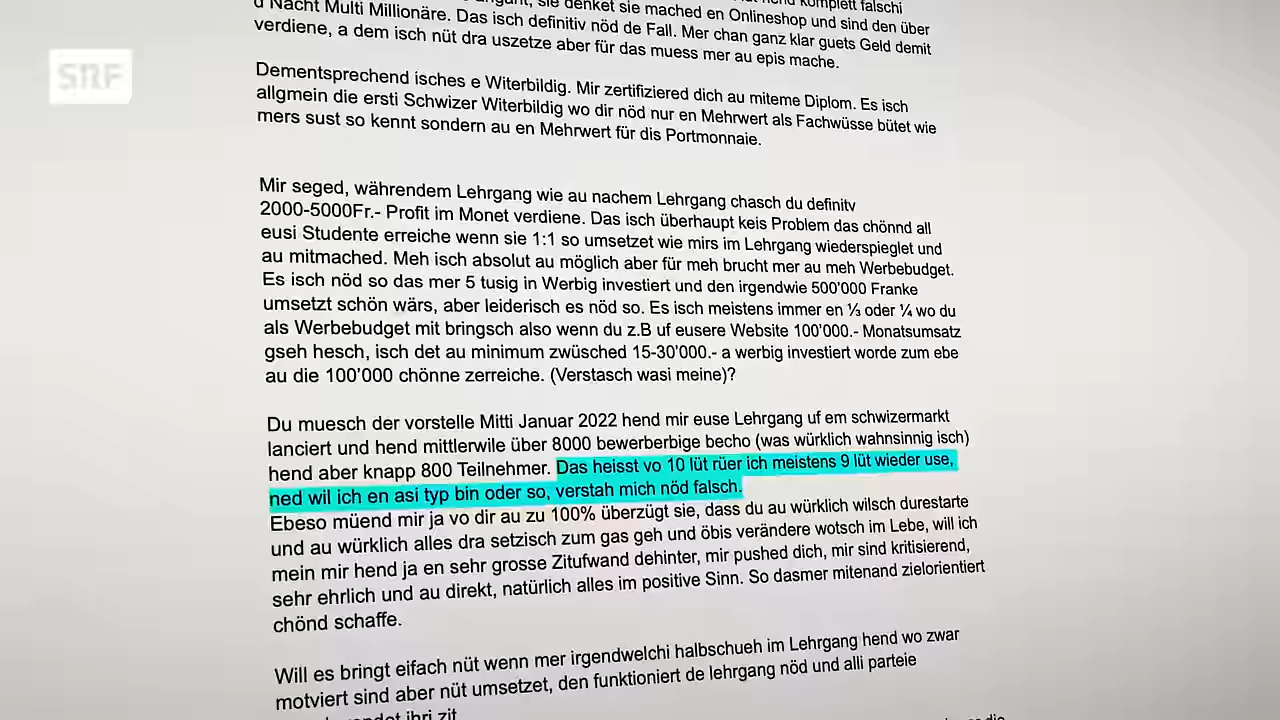 SRF
komplett falschi
d Nacht Multi Millionäre. Das isch definitiv nöd de Fall. Mer chan ganz klar guets Geld demit
sie denket sie mached en Onlineshop und sind den über
verdiene, a dem isch nüt dra uszetze aber für das muess mer au epis mache.
Dementsprechend isches e Witerbildig. Mir zertifiziered dich au miteme Diplom. Es isch
allgmein die ersti Schwizer Witerbildig wo dir nöd nur en Mehrwert als Fachwüsse bütet wie
mers sust so kennt sondern au en Mehrwert für dis Portmonnaie.
Mir seged, währendem Lehrgang wie au nachem Lehrgang chasch du definitv
2000-5000Fr.- Profit im Monet verdiene. Das isch überhaupt keis Problem das chönnd all
eusi Studente erreiche wenn sie 1:1 so umsetzet wie mirs im Lehrgang wiederspieglet und
au mitmached. Meh isch absolut au möglich aber für meh brucht mer au meh Werbebudget.
Es isch nöd so das mer 5 tusig in Werbig investiert und den irgendwie 500'000 Franke
umsetzt schön wärs, aber leiderisch es nöd so. Es isch meistens immer en ⅓ oder ¼ wo du
als Werbebudget mit bringsch also wenn du z.B uf eusere Website 100'000.- Monatsumsatz
gseh hesch, isch det au minimum zwüsched 15-30'000.- a werbig investiert worde zum ebe
au die 100'000 chönne zerreiche. (Verstasch wasi meine)?
Du muesch der vorstelle Mitti Januar 2022 hend mir euse Lehrgang uf em schwizermarkt
lanciert und hend mittlerwile über 8000 bewerberbige becho (was würklich wahnsinnig isch)
hend aber knapp 800 Teilnehmer. Das heisst vo 10 lüt rüer ich meistens 9 lüt wieder use,
ned wil ich en asi typ bin oder so, verstah mich nöd falsch.
Ebeso müend mir ja vo dir au zu 100% überzügt sie, dass du au würklich wilsch durestarte
und au würklich alles dra setzisch zum gas geh und öbis verändere wotsch im Lebe, will ich
mein mir hend ja en sehr grosse Zitufwand dehinter, mir pushed dich, mir sind kritisierend,
sehr ehrlich und au direkt, natürlich alles im positive Sinn. So dasmer mitenand zielorientiert
chönd schaffe.
Will es bringt eifach nüt wenn mer irgendwelchi halbschueh im Lehrgang hend wo zwar
motviert sind aber nüt umsetzet, den funktioniert de lehrgang nöd und alli parteie
ihri zit